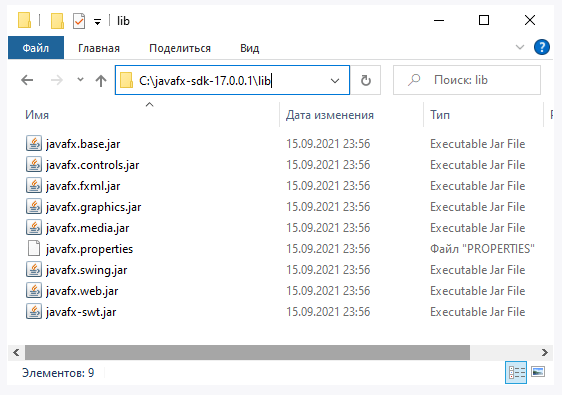 lib
Файл Главная Поделиться Вид
C:\javafx-sdk-17.0.0.1\lib Поиск: lib
Имя Дата изменения Тип
javafx.base.jar 15.09.2021 23:56 Executable Jar File
javafx.controls.jar 15.09.2021 23:56 Executable Jar File
javafx.fxml.jar 15.09.2021 23:56 Executable Jar File
javafx.graphics.jar 15.09.2021 23:56 Executable Jar File
javafx.media.jar 15.09.2021 23:56 Executable Jar File
javafx.properties 15.09.2021 23:56 Файл "PROPERTIES"
javafx.swing.jar 15.09.2021 23:56 Executable Jar File
javafx.web.jar 15.09.2021 23:56 Executable Jar File
javafx-swt.jar 15.09.2021 23:56 Executable Jar File
Элементов: 9